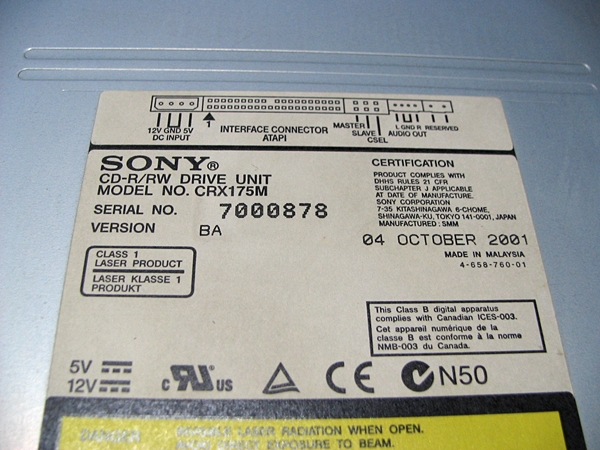 12V GND 5V
DC INPUT
1
INTERFACE CONNECTOR
ATAPI
MASTER
SLAVE
CSEL
L GND R RESERVED
AUDIO OUT
SONY®
CD-R/RW DRIVE UNIT
MODEL NO. CRX175M
SERIAL NO. 7000878
VERSION BA
CERTIFICATION
PRODUCT COMPLIES WITH
DHHS RULES 21 CFR
SUBCHAPTER J APPLICABLE
AT DATE OF MANUFACTURE.
SONY CORPORATION
7-35 KITASHINAGAWA 6-CHOME,
SHINAGAWA-KU, TOKYO 141-0001, JAPAN
MANUFACTURED : SMM
04 OCTOBER 2001
MADE IN MALAYSIA
4-658-760-01
CLASS 1
LASER PRODUCT
LASER KLASSE 1
PRODUKT
This Class B digital apparatus
complies with Canadian ICES-003.
Cet appareil numérique de la
classe B est conforme à la norme
NMB-003 du Canada.
5V
12V
c RU US
CE
N50
LASER RADIATION WHEN OPEN.
EXPOSURE TO BEAM.